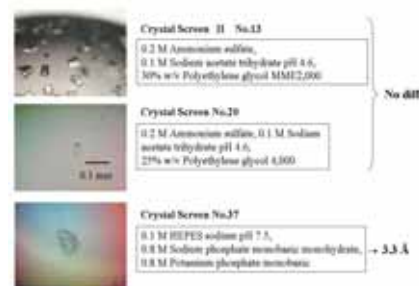 Crystal Screen II No.13
0.2 M Ammonium sulfate,
0.1 M Sodium acetate trihydrate pH 4.6,
30% w/v Polyethylene glycol MME2,000
No diff
Crystal Screen No.20
0.2 M Ammonium sulfate, 0.1 M Sodium
acetate trihydrate pH 4.6,
25% w/v Polyethylene glycol 4,000
0.1 mm
Crystal Screen No.37
0.1 M HEPES sodium pH 7.5,
0.8 M Sodium phosphate monobasic monohydrate,
0.8 M Potassium phosphate monobasic
→ 3.3 Å